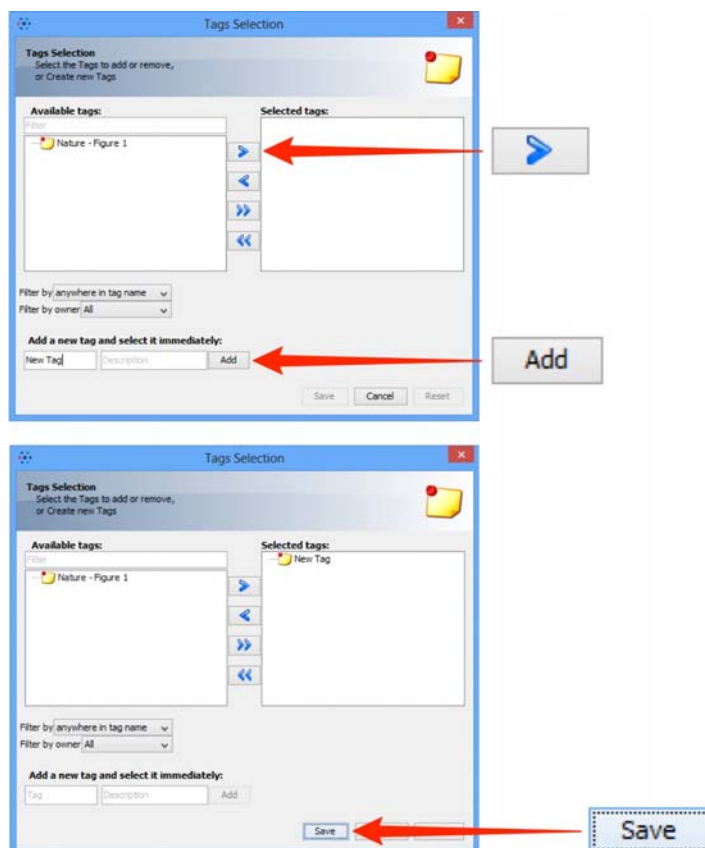 Tags Selection
Tags Selection
Select the Tags to add or remove,
or Create new Tags
Available tags:
Selected tags:
Filter
Nature - Figure 1
Filter by anywhere in tag name
Filter by owner All
Add a new tag and select it immediately:
New Tag Description Add
Add
Save Cancel Reset
Tags Selection
Tags Selection
Select the Tags to add or remove,
or Create new Tags
Available tags:
Selected tags:
Filter
New Tag
Nature - Figure 1
Filter by anywhere in tag name
Filter by owner All
Add a new tag and select it immediately:
Tag Description Add
Save
Save